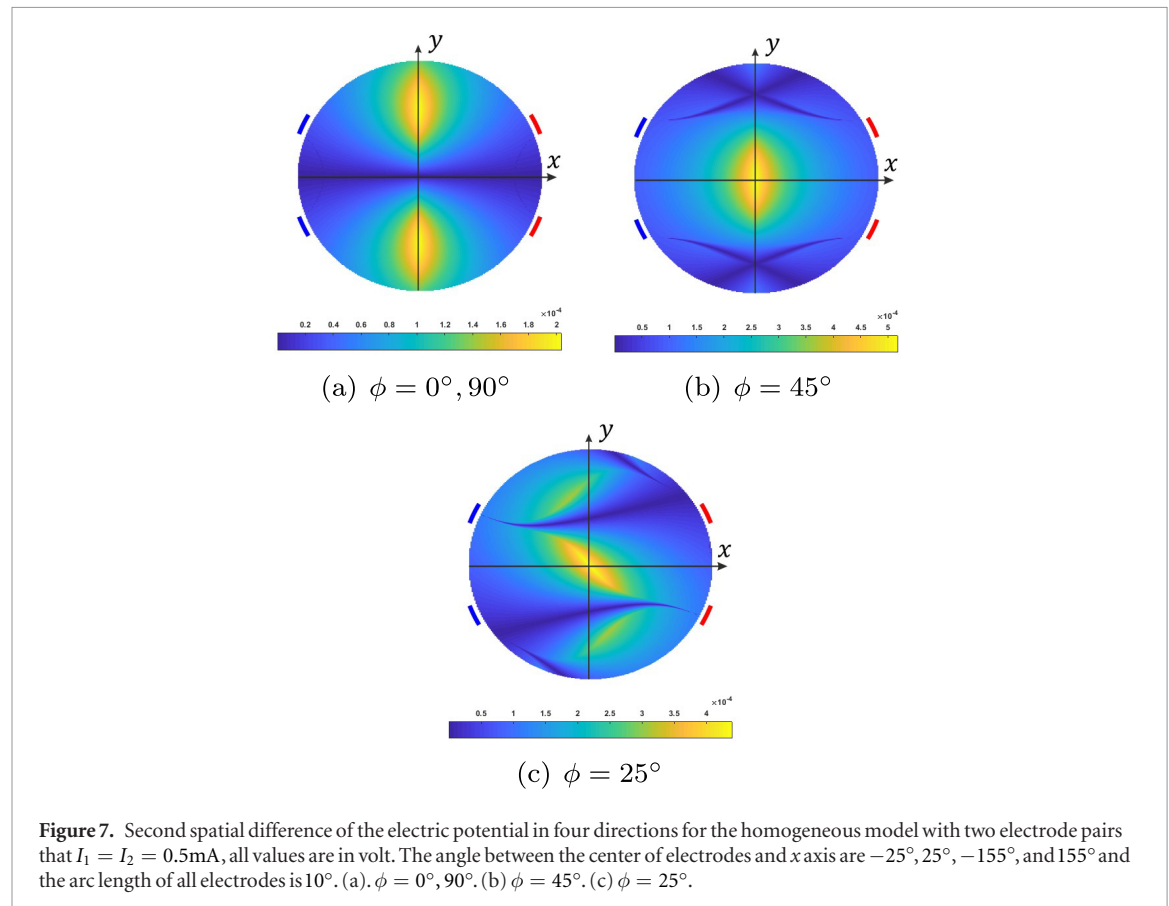 y
x
y
x
×10⁻⁴
0.2 0.4 0.6 0.8 1 1.2 1.4 1.6 1.8 2
×10⁻⁴
0.5 1 1.5 2 2.5 3 3.5 4 4.5 5
(a) ϕ = 0°, 90°
(b) ϕ = 45°
y
x
×10⁻⁴
0.5 1 1.5 2 2.5 3 3.5 4
(c) ϕ = 25°
Figure 7. Second spatial difference of the electric potential in four directions for the homogeneous model with two electrode pairs
that I₁ = I₂ = 0.5mA, all values are in volt. The angle between the center of electrodes and x axis are −25°, 25°, −155°, and 155° and
the arc length of all electrodes is 10°. (a). ϕ = 0°, 90°. (b) ϕ = 45°. (c) ϕ = 25°.